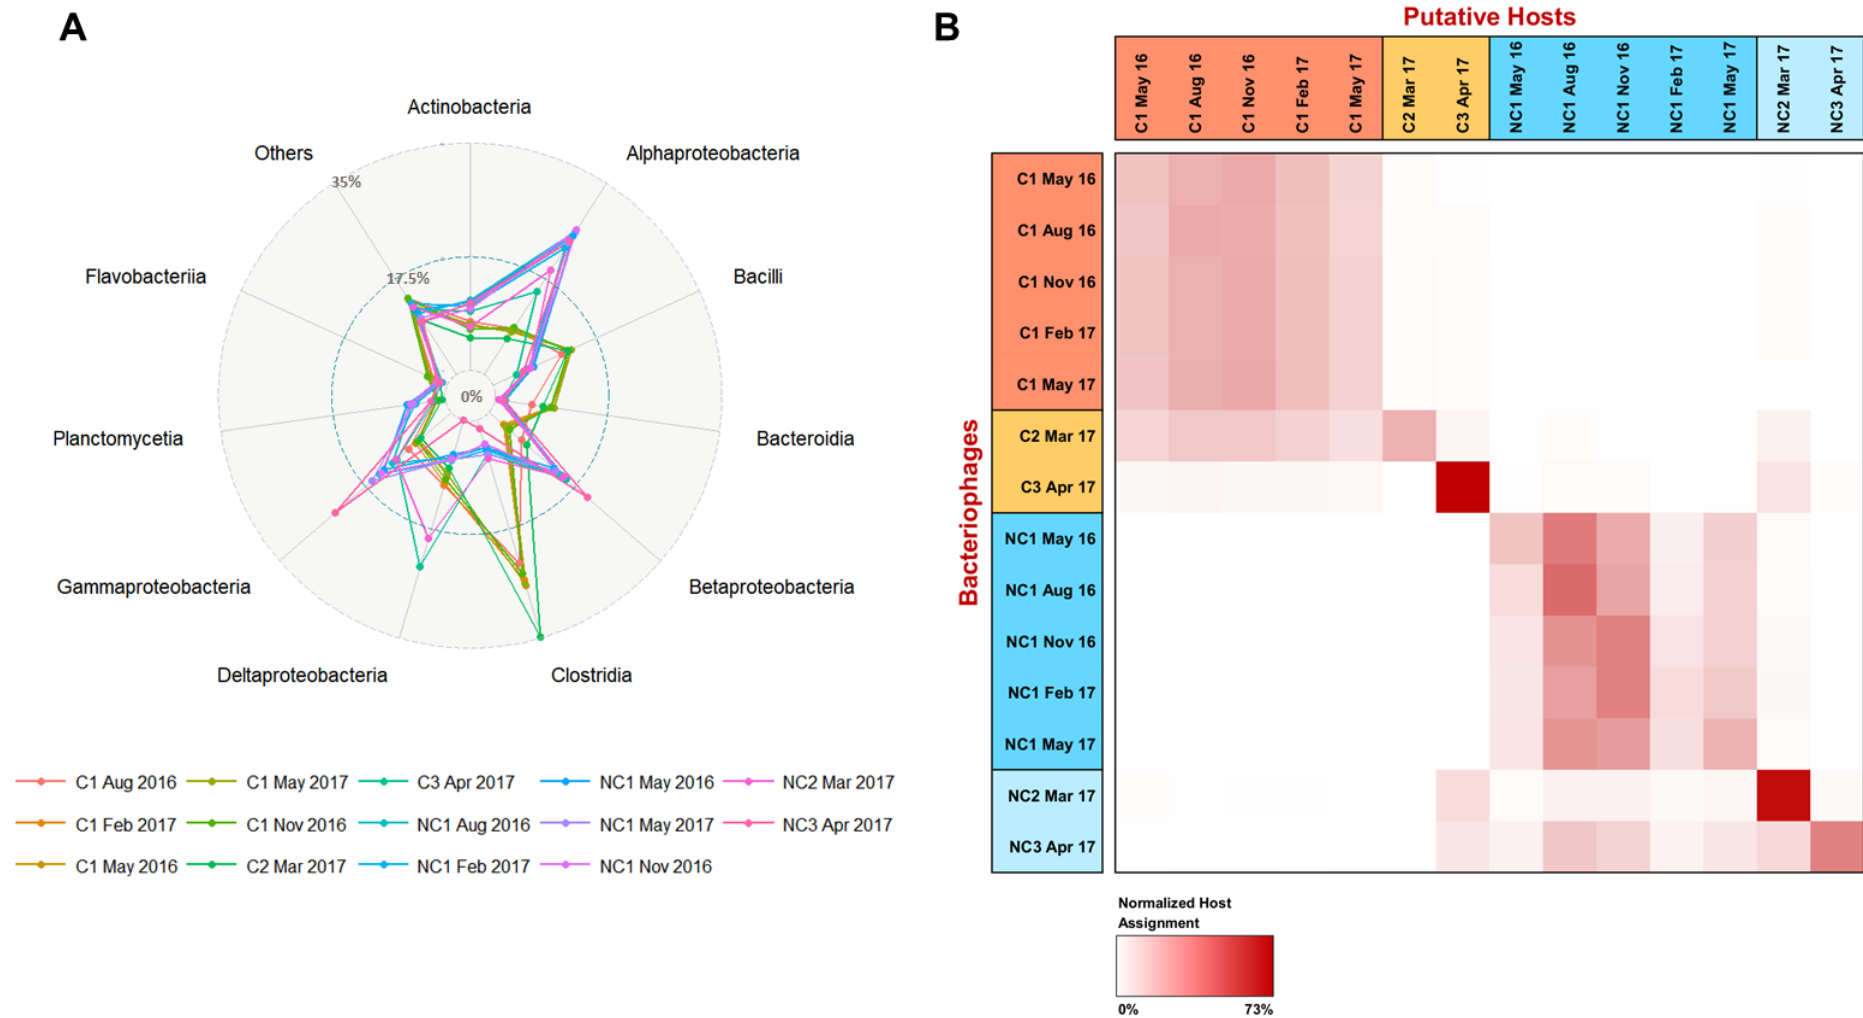 A
Actinobacteria
Others
Alphaproteobacteria
35%
Flavobacteriia
17.5%
Bacilli
0%
Planctomycetia
Bacteroidia
Gammaproteobacteria
Betaproteobacteria
Deltaproteobacteria
Clostridia
C1 Aug 2016
C1 May 2017
C3 Apr 2017
NC1 May 2016
NC2 Mar 2017
C1 Feb 2017
C1 Nov 2016
NC1 Aug 2016
NC1 May 2017
NC3 Apr 2017
C1 May 2016
C2 Mar 2017
NC1 Feb 2017
NC1 Nov 2016
B
Putative Hosts
C1 May 16
C1 Aug 16
C1 Nov 16
C1 Feb 17
C1 May 17
C2 Mar 17
C3 Apr 17
NC1 May 16
NC1 Aug 16
NC1 Nov 16
NC1 Feb 17
NC1 May 17
NC2 Mar 17
NC3 Apr 17
Bacteriophages
C1 May 16
C1 Aug 16
C1 Nov 16
C1 Feb 17
C1 May 17
C2 Mar 17
C3 Apr 17
NC1 May 16
NC1 Aug 16
NC1 Nov 16
NC1 Feb 17
NC1 May 17
NC2 Mar 17
NC3 Apr 17
Normalized Host
Assignment
0%
73%